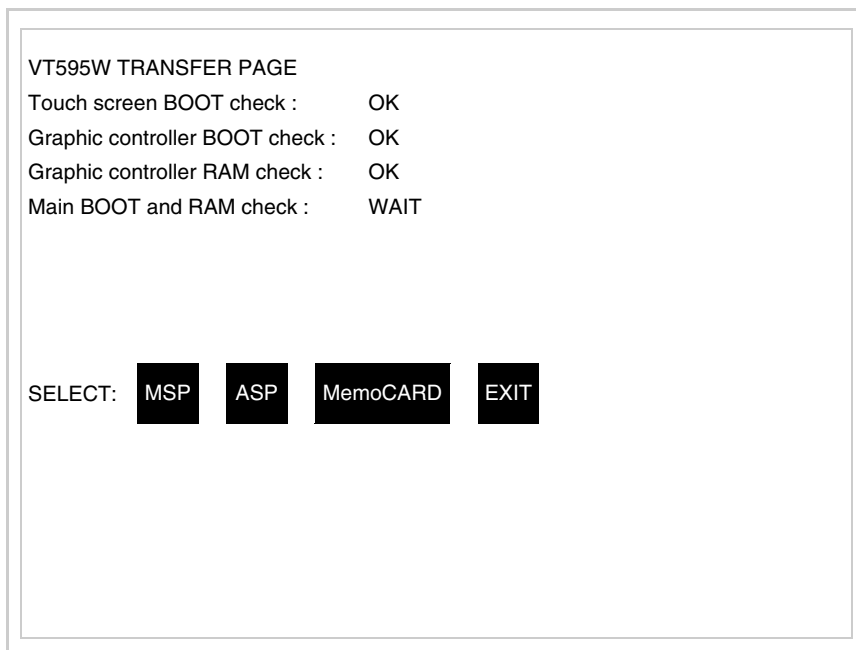 VT595W TRANSFER PAGE
Touch screen BOOT check : OK
Graphic controller BOOT check : OK
Graphic controller RAM check : OK
Main BOOT and RAM check : WAIT
SELECT: MSP ASP MemoCARD EXIT